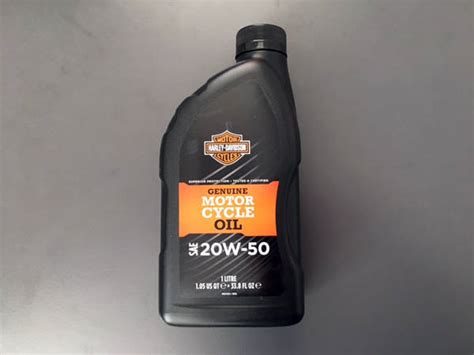 MOTOR
HARLEY-DAVIDSON
CYCLES
SUPERIOR PROTECTION • TESTED & CERTIFIED
GENUINE
MOTOR
CYCLE
OIL
SAE 20W-50
1 LITRE
1.05 US QT ℮ 33.8 FL OZ ℮